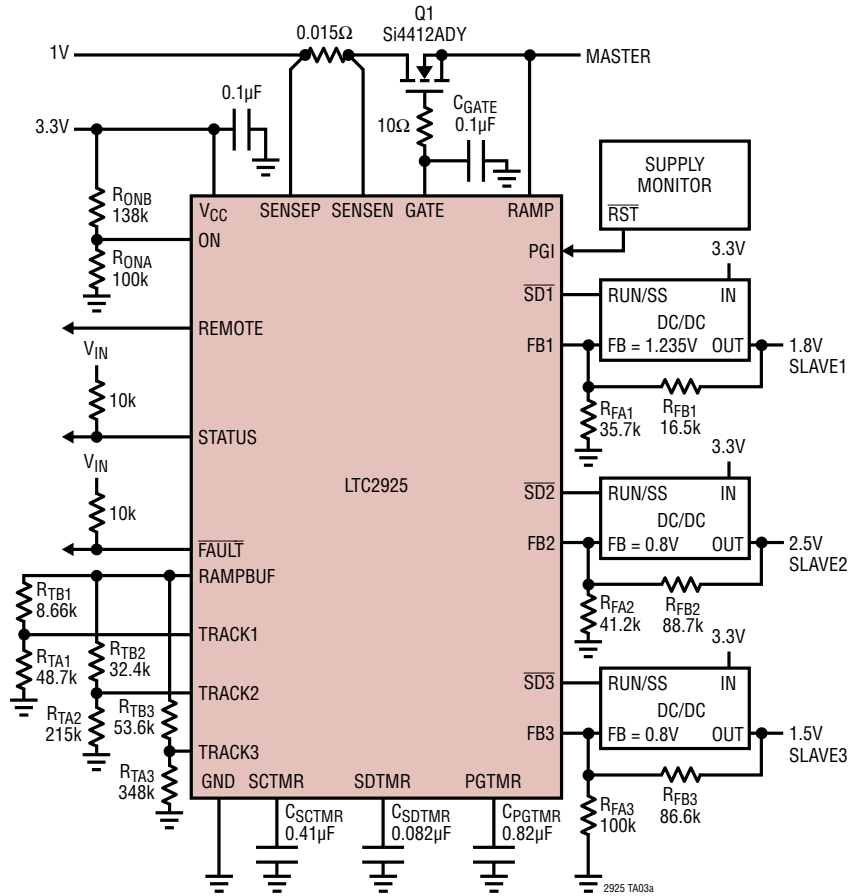 Q1
Si4412ADY
0.015Ω
1V
MASTER
0.1µF
10Ω
CGATE
0.1µF
3.3V
SUPPLY
MONITOR
RST
RONB
138k
VCC
SENSEP
SENSEN
GATE
RAMP
ON
PGI
RONA
100k
3.3V
SD1
RUN/SS
IN
DC/DC
REMOTE
FB1
FB = 1.235V
OUT
1.8V
SLAVE1
VIN
10k
RFA1
35.7k
RFB1
16.5k
STATUS
VIN
3.3V
LTC2925
SD2
RUN/SS
IN
10k
DC/DC
FAULT
FB2
FB = 0.8V
OUT
2.5V
SLAVE2
RAMPBUF
RTB1
8.66k
RFA2
41.2k
RFB2
88.7k
TRACK1
RTA1
48.7k
RTB2
32.4k
3.3V
SD3
RUN/SS
IN
TRACK2
RTA2
215k
RTB3
53.6k
DC/DC
FB3
FB = 0.8V
OUT
1.5V
SLAVE3
TRACK3
RTA3
348k
GND
SCTMR
SDTMR
PGTMR
RFA3
100k
RFB3
86.6k
CSCTMR
0.41µF
CSDTMR
0.082µF
CPGTMR
0.82µF
2925 TA03a